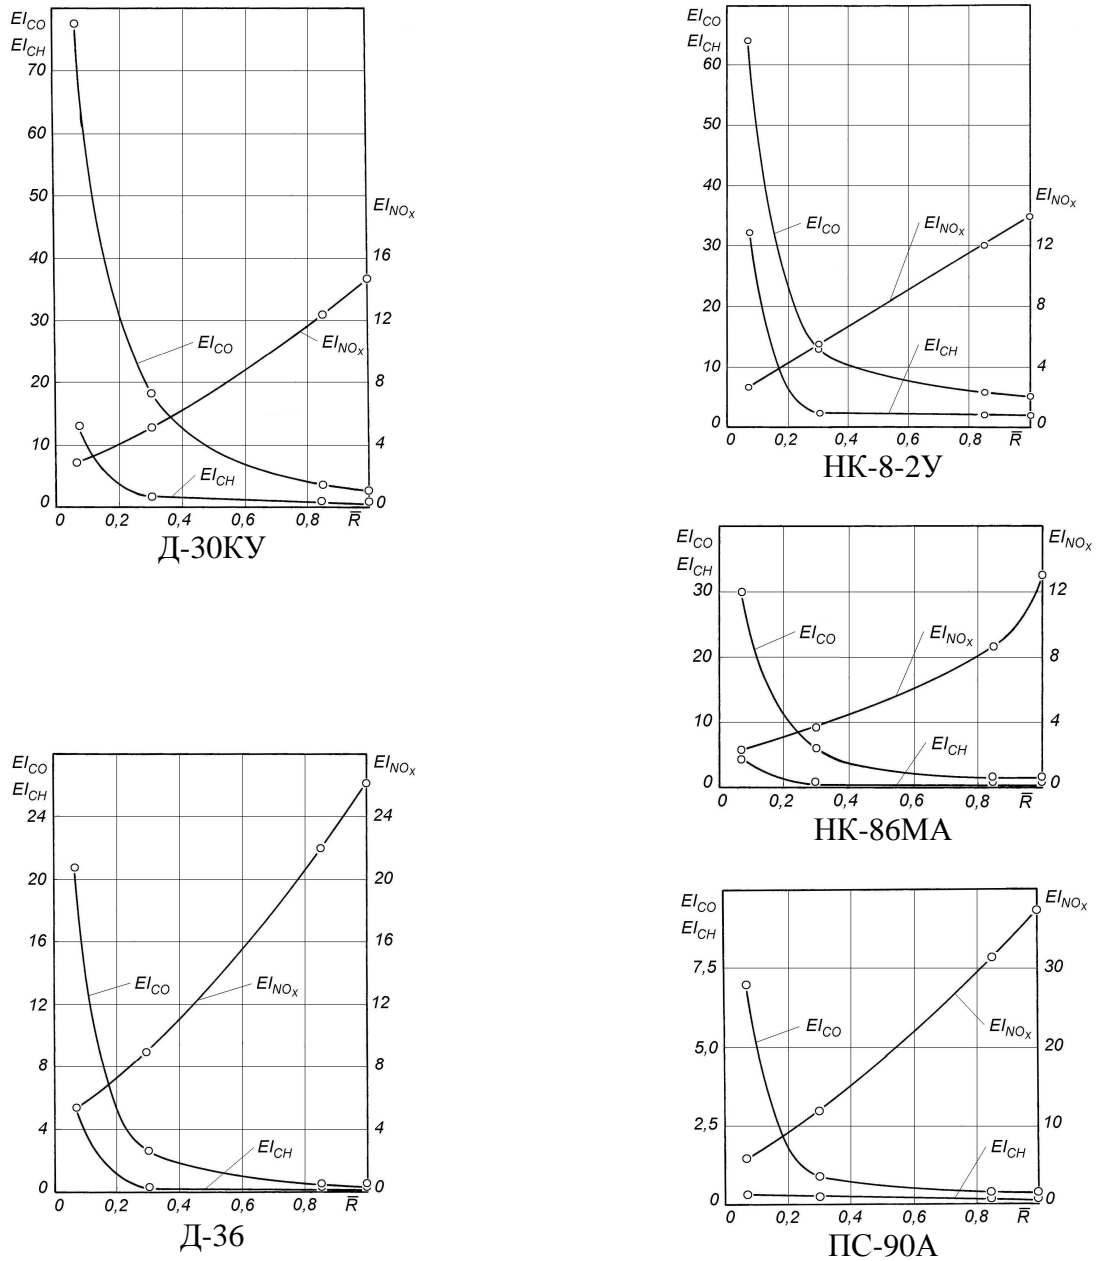 EI_CO
EI_CH
70
60
50
40
30
20
10
0
EI_NOx
16
12
8
4
0
EI_CO
EI_NOx
EI_CH
0 0,2 0,4 0,6 0,8 R̅
Д-30КУ
EI_CO
EI_CH
60
50
40
30
20
10
0
EI_NOx
12
8
4
0
EI_CO
EI_NOx
EI_CH
0 0,2 0,4 0,6 0,8 R̅
НК-8-2У
EI_CO
EI_CH
30
20
10
0
EI_NOx
12
8
4
0
EI_CO
EI_NOx
EI_CH
0 0,2 0,4 0,6 0,8 R̅
НК-86МА
EI_CO
EI_CH
24
20
16
12
8
4
0
EI_NOx
24
20
16
12
8
4
0
EI_CO
EI_NOx
EI_CH
0 0,2 0,4 0,6 0,8 R̅
Д-36
EI_CO
EI_CH
7,5
5,0
2,5
0
EI_NOx
30
20
10
0
EI_CO
EI_NOx
EI_CH
0 0,2 0,4 0,6 0,8 R̅
ПС-90А